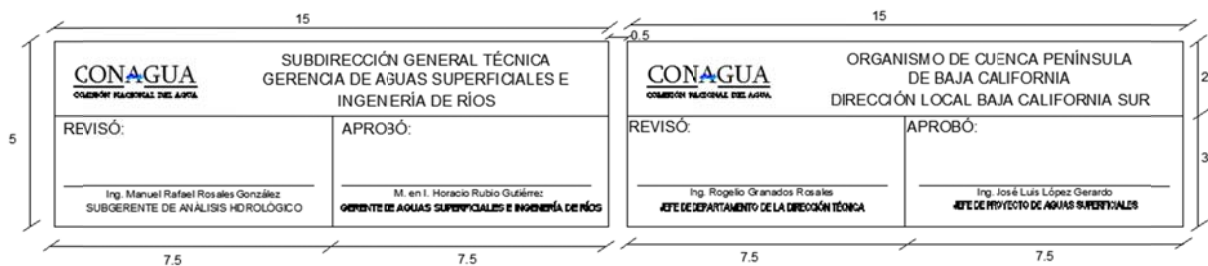 15
15
0.5
CONAGUA
COMISIÓN NACIONAL DEL AGUA
SUBDIRECCIÓN GENERAL TÉCNICA
GERENCIA DE AGUAS SUPERFICIALES E
INGENERÍA DE RÍOS
CONAGUA
COMISIÓN NACIONAL DEL AGUA
ORGANISMO DE CUENCA PENÍNSULA
DE BAJA CALIFORNIA
DIRECCIÓN LOCAL BAJA CALIFORNIA SUR
2
5
REVISÓ:
APROBÓ:
REVISÓ:
APROBÓ:
3
Ing. Manuel Rafael Rosales González
SUBGERENTE DE ANÁLISIS HDROLÓGICO
M. en I. Horacio Rubio Gutiérrez
GERENTE DE AGUAS SUPERFICIALES E INGENERÍA DE RÍOS
Ing. Rogelio Granados Rosales
JEFE DE DEPARTAMENTO DE LA DIRECCIÓN TÉCNICA
Ing. José Luis López Gerardo
JEFE DE PROYECTO DE AGUAS SUPERFICIALES
7.5
7.5
7.5
7.5